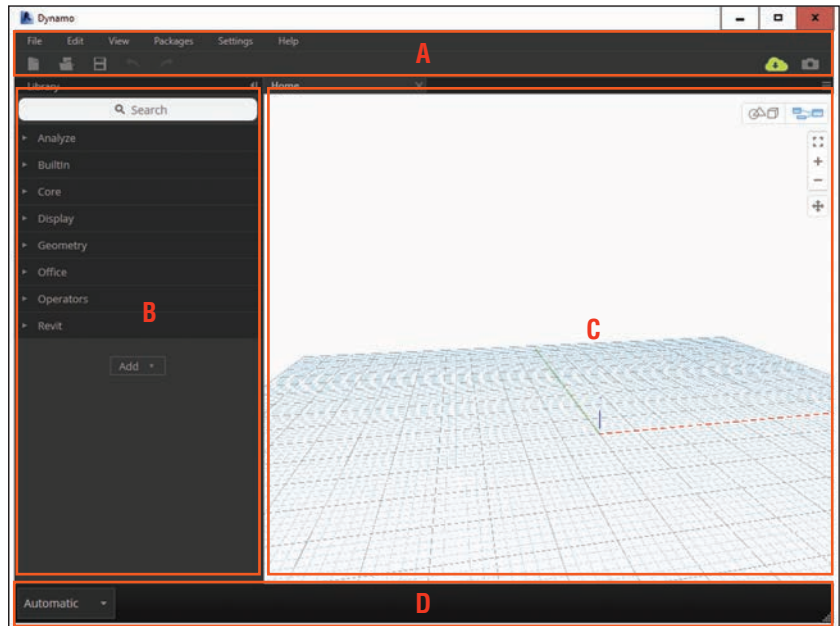 Dynamo
File Edit View Packages Settings Help
A
Library
Home
Search
Analyze
BuiltIn
Core
Display
Geometry
Office
Operators
Revit
Add
B
C
Automatic
D